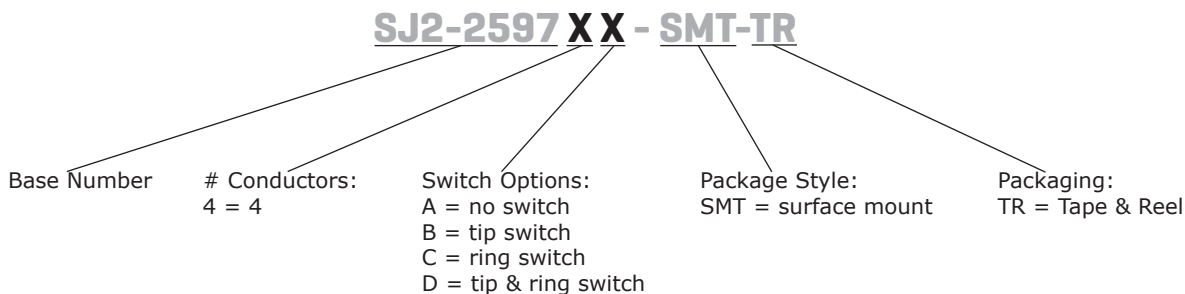 SJ2-2597 X X - SMT-TR
Base Number
# Conductors:
4 = 4
Switch Options:
A = no switch
B = tip switch
C = ring switch
D = tip & ring switch
Package Style:
SMT = surface mount
Packaging:
TR = Tape & Reel